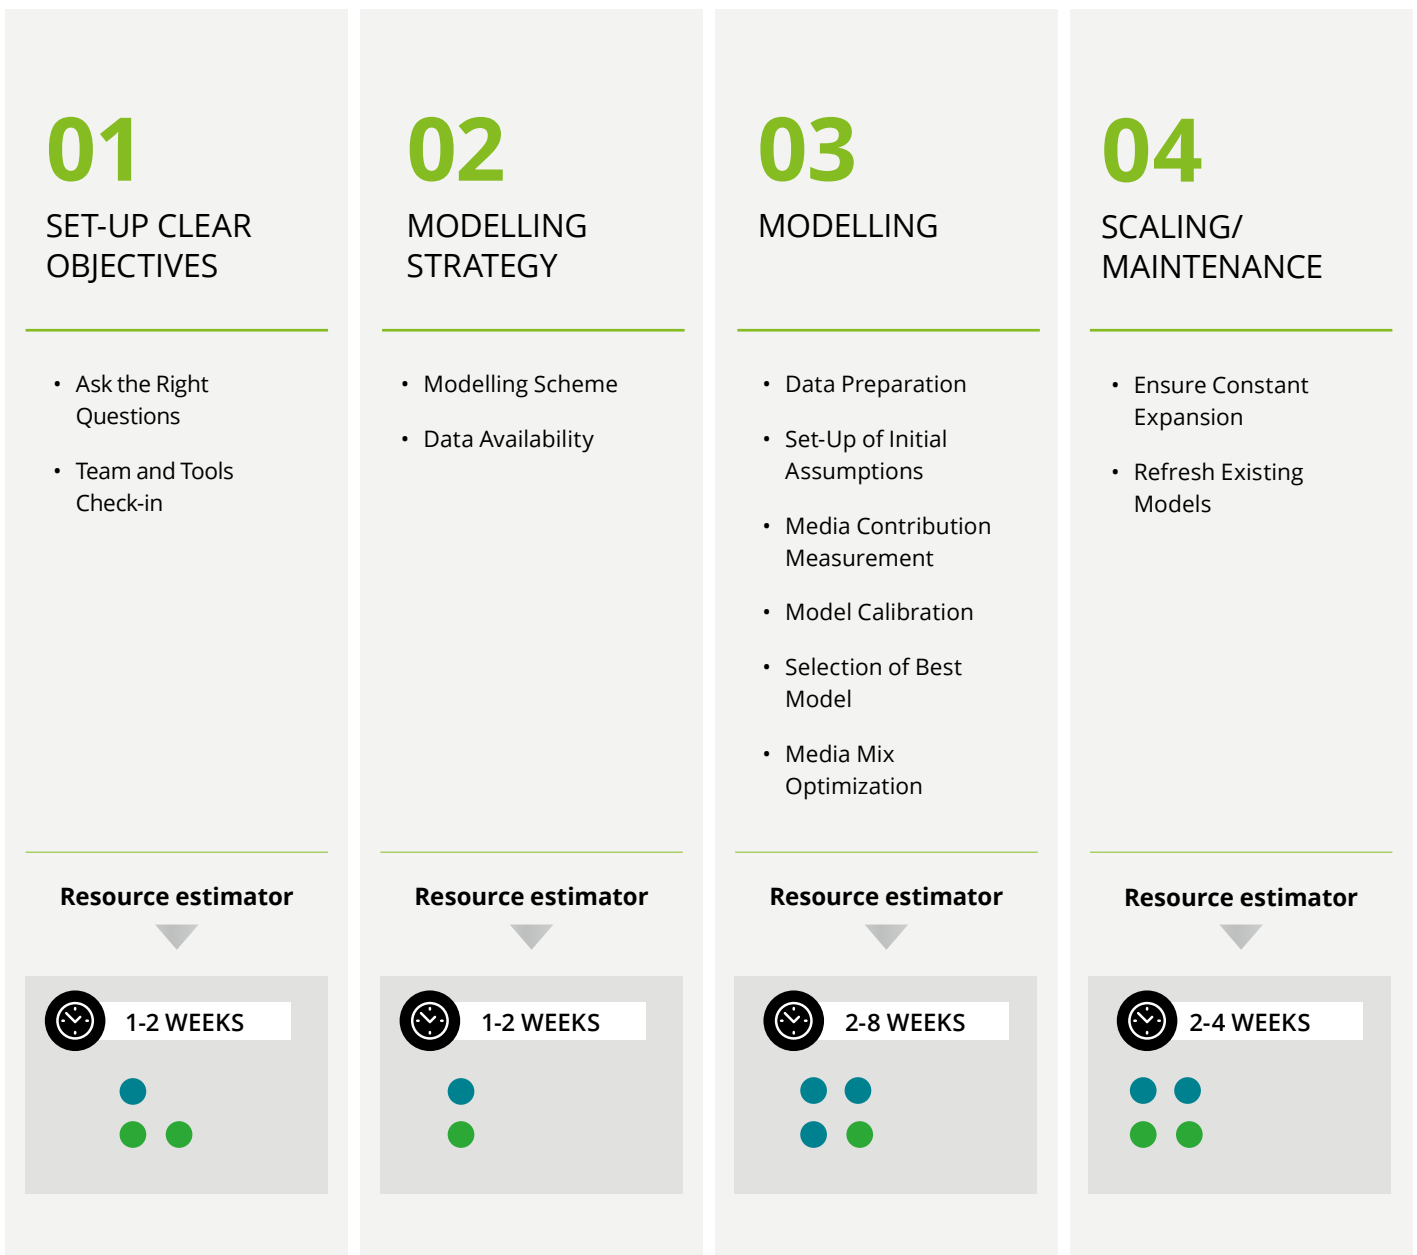 01
SET-UP CLEAR
OBJECTIVES
• Ask the Right
Questions
• Team and Tools
Check-in
Resource estimator
1-2 WEEKS
02
MODELLING
STRATEGY
• Modelling Scheme
• Data Availability
Resource estimator
1-2 WEEKS
03
MODELLING
• Data Preparation
• Set-Up of Initial
Assumptions
• Media Contribution
Measurement
• Model Calibration
• Selection of Best
Model
• Media Mix
Optimization
Resource estimator
2-8 WEEKS
04
SCALING/
MAINTENANCE
• Ensure Constant
Expansion
• Refresh Existing
Models
Resource estimator
2-4 WEEKS